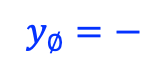 y∅ = −